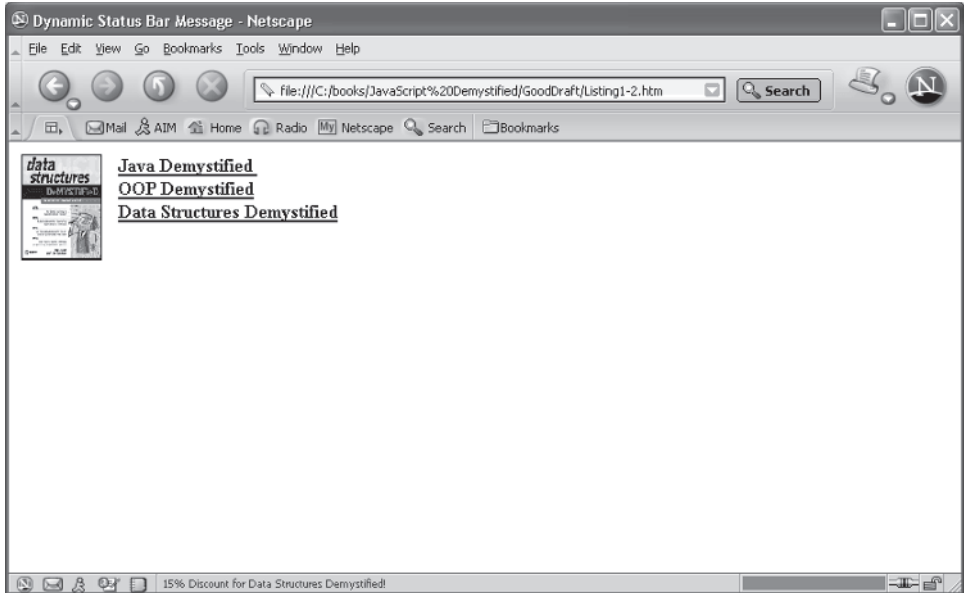 Dynamic Status Bar Message - Netscape
File Edit View Go Bookmarks Tools Window Help
file:///C:/books/JavaScript%20Demystified/GoodDraft/Listing1-2.htm
Search
N
Mail AIM Home Radio My Netscape Search Bookmarks
data
structures
DeMYSTiFieD
Java Demystified
OOP Demystified
Data Structures Demystified
15% Discount for Data Structures Demystified!